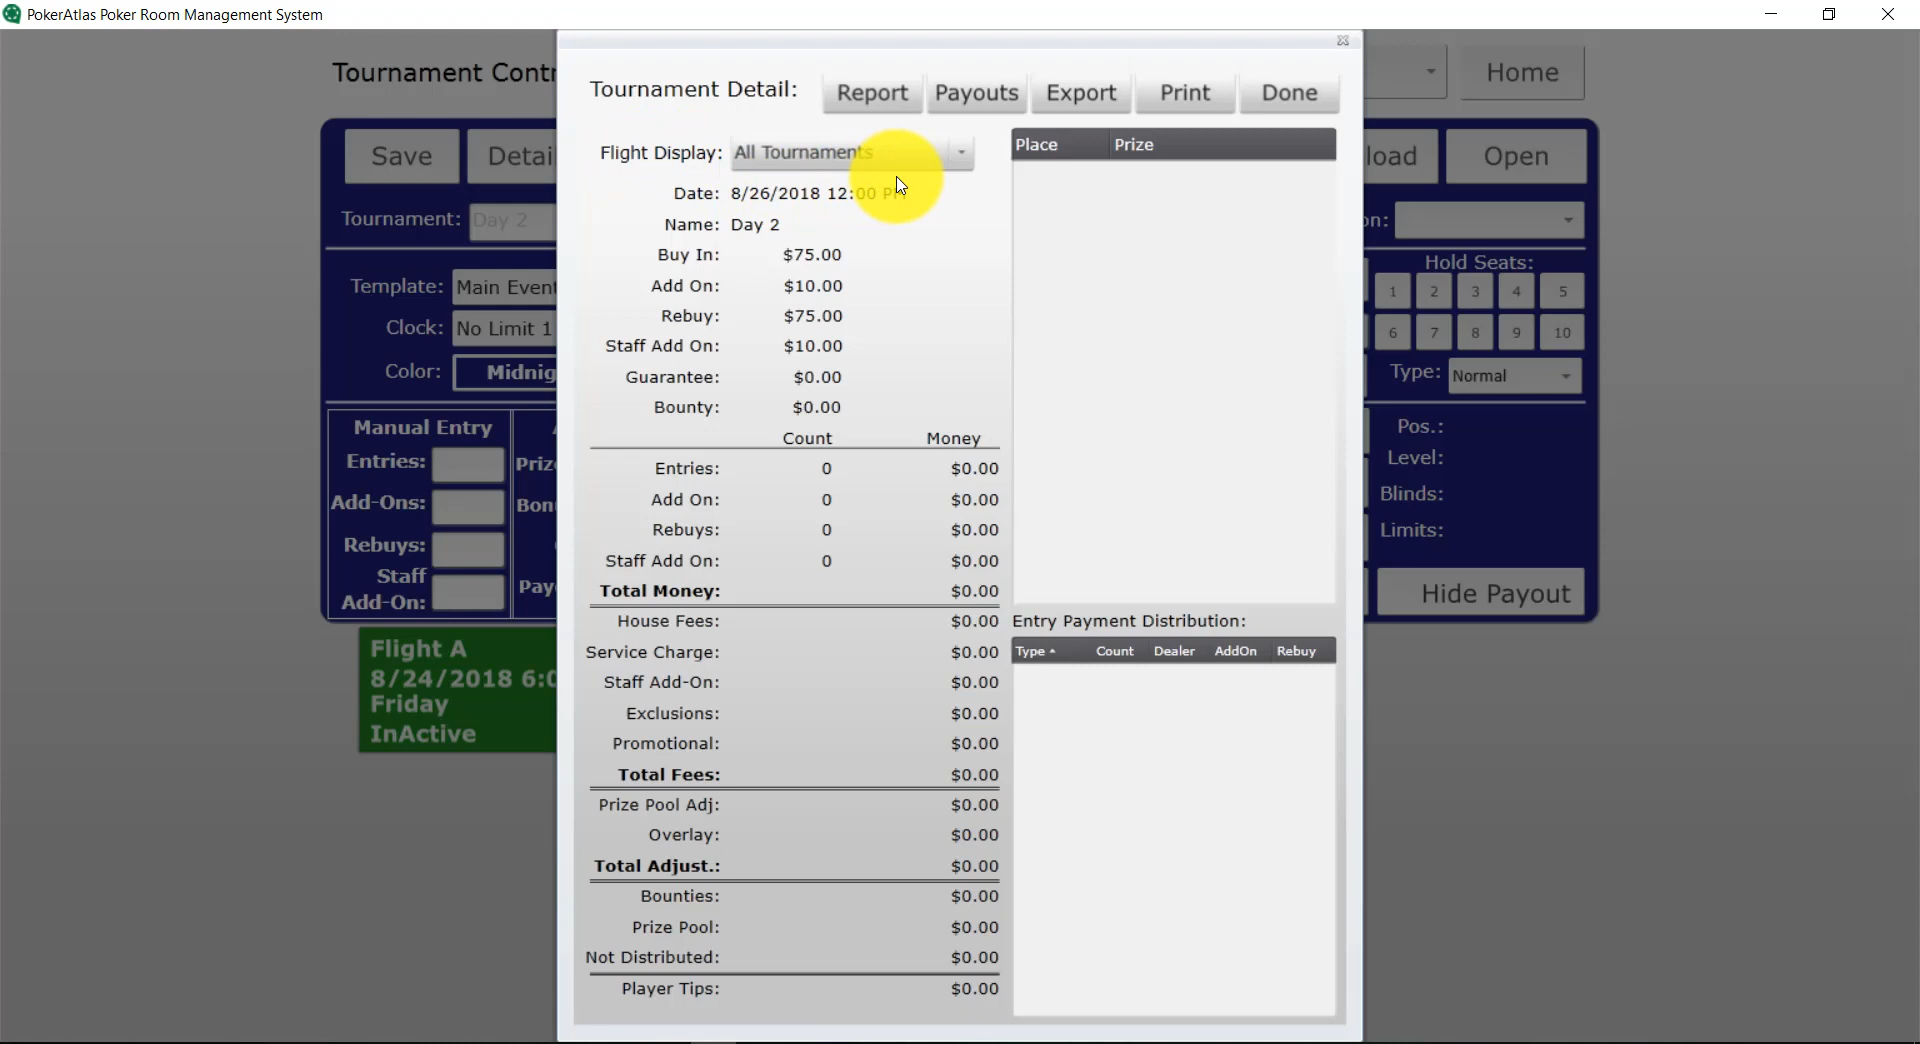 PokerAtlas Poker Room Management System
Tournament Contr
Home
Save
Detai
load
Open
Tournament: Day 2
on:
Template: Main Event
Clock: No Limit 1
Color: Midnig
Manual Entry
Entries:
Add-Ons:
Rebuys:
Staff
Add-On:
Prize
Bon
Pay
Flight A
8/24/2018 6:0
Friday
InActive
Tournament Detail:
Report
Payouts
Export
Print
Done
Flight Display: All Tournaments
Date: 8/26/2018 12:00 PM
Name: Day 2
Buy In: $75.00
Add On: $10.00
Rebuy: $75.00
Staff Add On: $10.00
Guarantee: $0.00
Bounty: $0.00
Count Money
Entries: 0 $0.00
Add On: 0 $0.00
Rebuys: 0 $0.00
Staff Add On: 0 $0.00
Total Money: $0.00
House Fees: $0.00
Service Charge: $0.00
Staff Add-On: $0.00
Exclusions: $0.00
Promotional: $0.00
Total Fees: $0.00
Prize Pool Adj: $0.00
Overlay: $0.00
Total Adjust.: $0.00
Bounties: $0.00
Prize Pool: $0.00
Not Distributed: $0.00
Player Tips: $0.00
Place Prize
Entry Payment Distribution:
Type Count Dealer AddOn Rebuy
Hold Seats:
1 2 3 4 5
6 7 8 9 10
Type: Normal
Pos.:
Level:
Blinds:
Limits:
Hide Payout